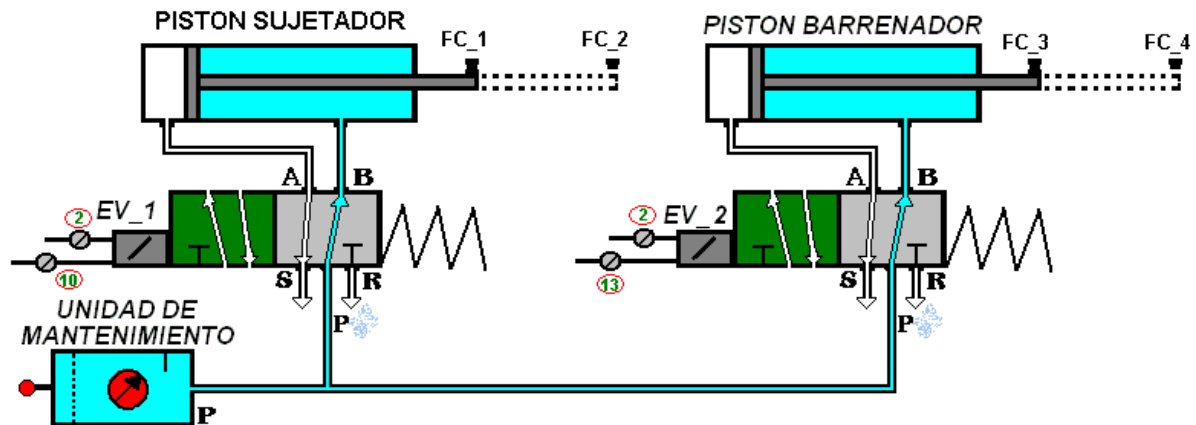 PISTON SUJETADOR
FC_1
FC_2
PISTON BARRENADOR
FC_3
FC_4
A
B
2
EV_1
10
S
R
P
A
B
2
EV_2
13
S
R
P
UNIDAD DE
MANTENIMIENTO
P